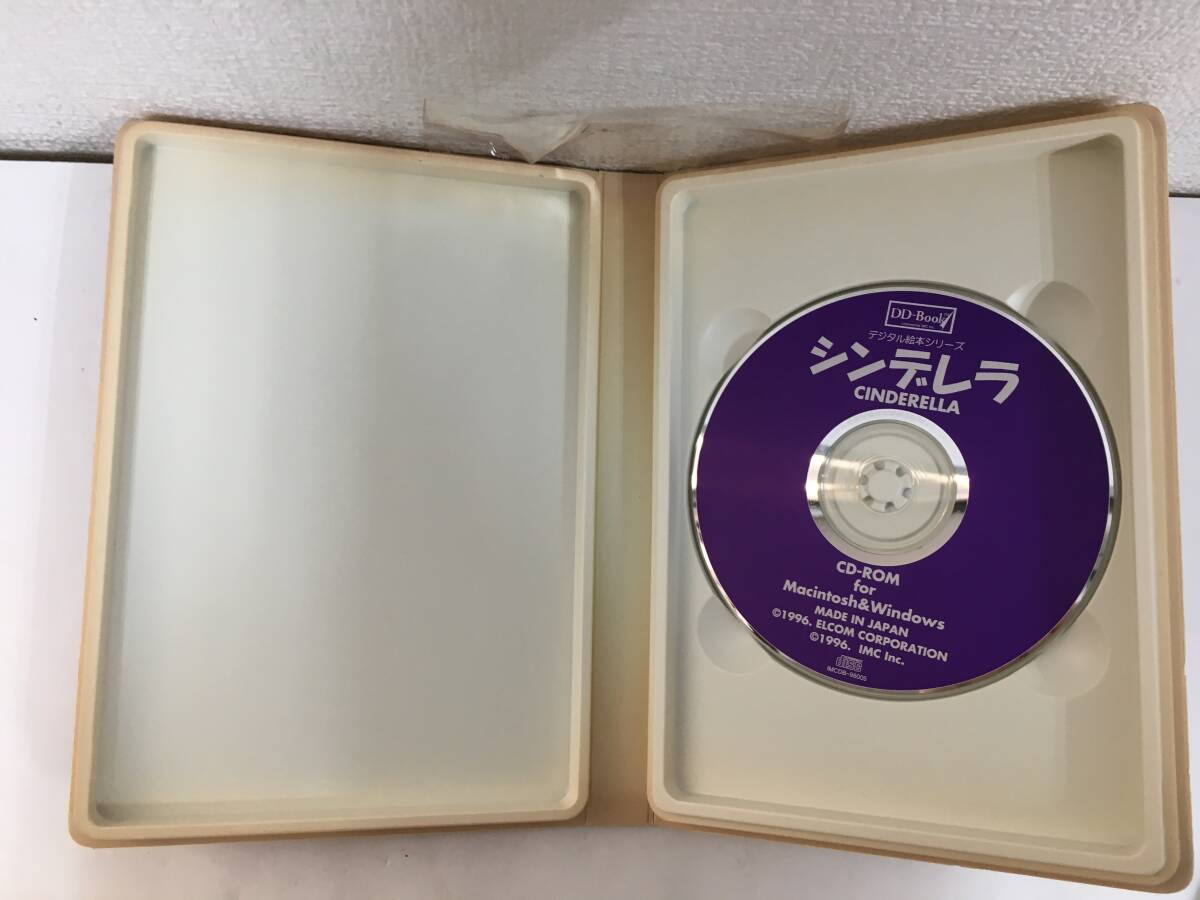 DD-Book
デジタル絵本シリーズ
シンデレラ
CINDERELLA
CD-ROM
for
Macintosh&Windows
MADE IN JAPAN
©1996. ELCOM CORPORATION
©1996. IMC Inc.
disc